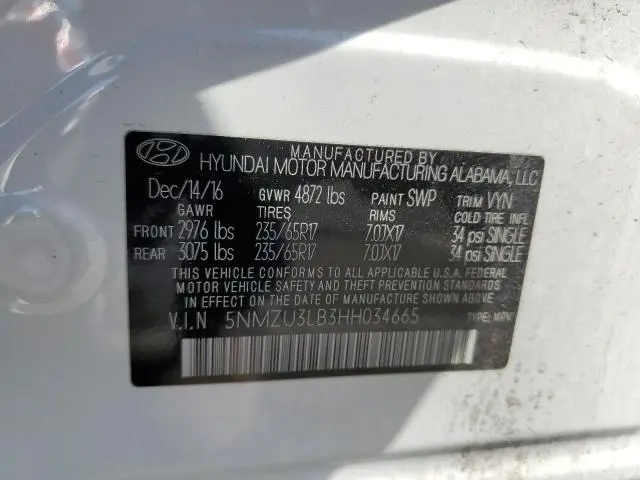 MANUFACTURED BY
HYUNDAI MOTOR MANUFACTURING ALABAMA, LLC
Dec/14/16 GVWR 4872 lbs PAINT SWP TRIM VYN
GAWR TIRES RIMS COLD TIRE INFL
FRONT 2976 lbs 235/65R17 7.0JX17 34 psi SINGLE
REAR 3075 lbs 235/65R17 7.0JX17 34 psi SINGLE
THIS VEHICLE CONFORMS TO ALL APPLICABLE U.S.A. FEDERAL
MOTOR VEHICLE SAFETY AND THEFT PREVENTION STANDARDS
IN EFFECT ON THE DATE OF MANUFACTURE SHOWN ABOVE.
V.I.N 5NMZU3LB3HH034665 TYPE: MPV